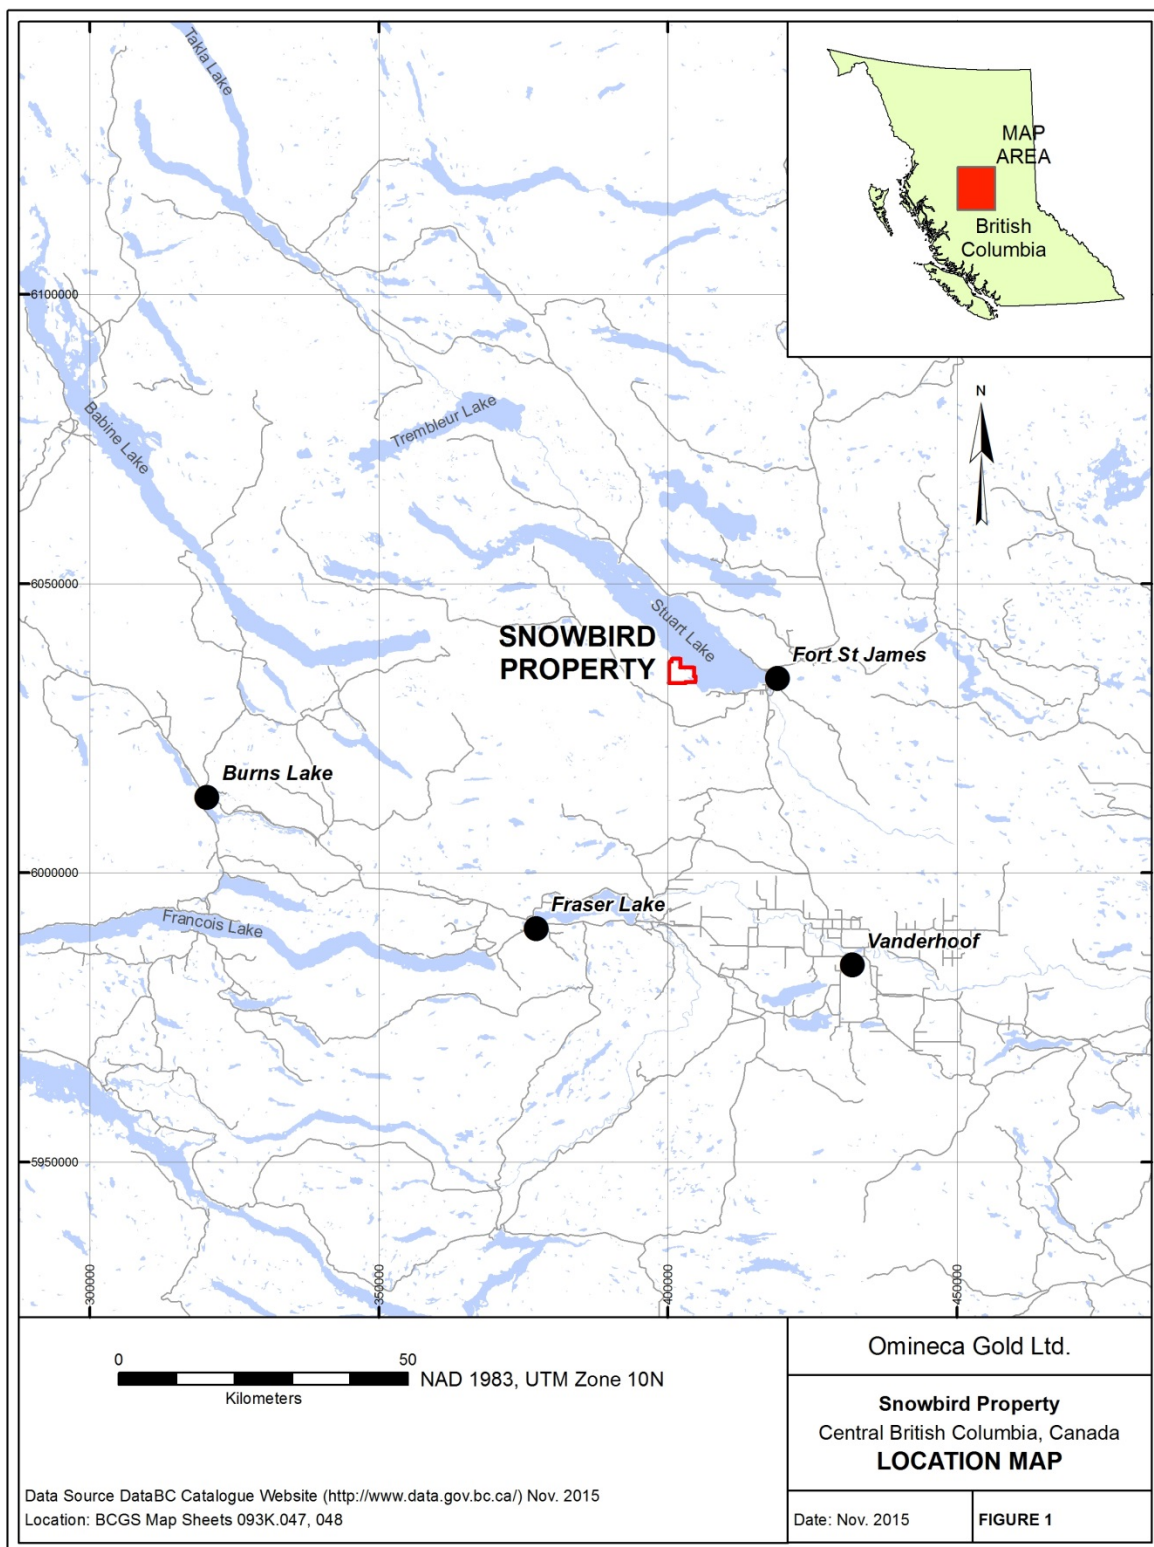 Takla Lake
MAP
AREA
British
Columbia
6100000
N
Babine Lake
Trembleur Lake
6050000
Stuart Lake
SNOWBIRD
PROPERTY
Fort St James
Burns Lake
6000000
Francois Lake
Fraser Lake
Vanderhoof
5950000
300000
350000
400000
450000
0
50
Kilometers
NAD 1983, UTM Zone 10N
Omineca Gold Ltd.
Snowbird Property
Central British Columbia, Canada
LOCATION MAP
Data Source DataBC Catalogue Website (http://www.data.gov.bc.ca/) Nov. 2015
Location: BCGS Map Sheets 093K.047, 048
Date: Nov. 2015
FIGURE 1